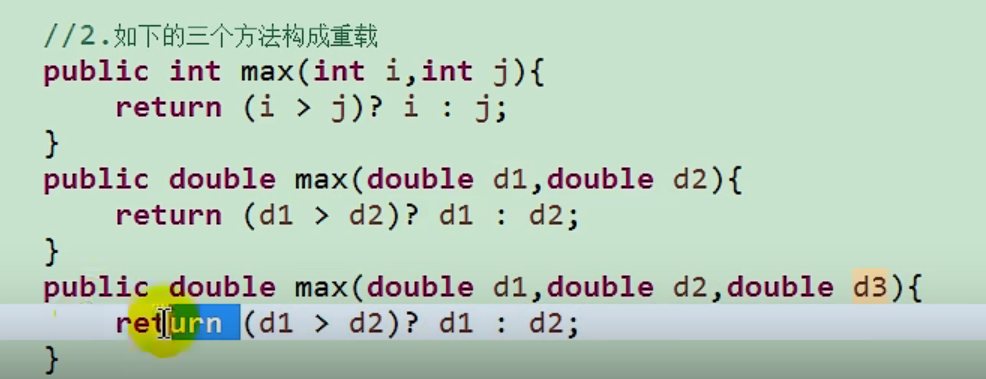 //2.如下的三个方法构成重载
public int max(int i,int j){
return (i > j)? i : j;
}
public double max(double d1,double d2){
return (d1 > d2)? d1 : d2;
}
public double max(double d1,double d2,double d3){
return (d1 > d2)? d1 : d2;
}